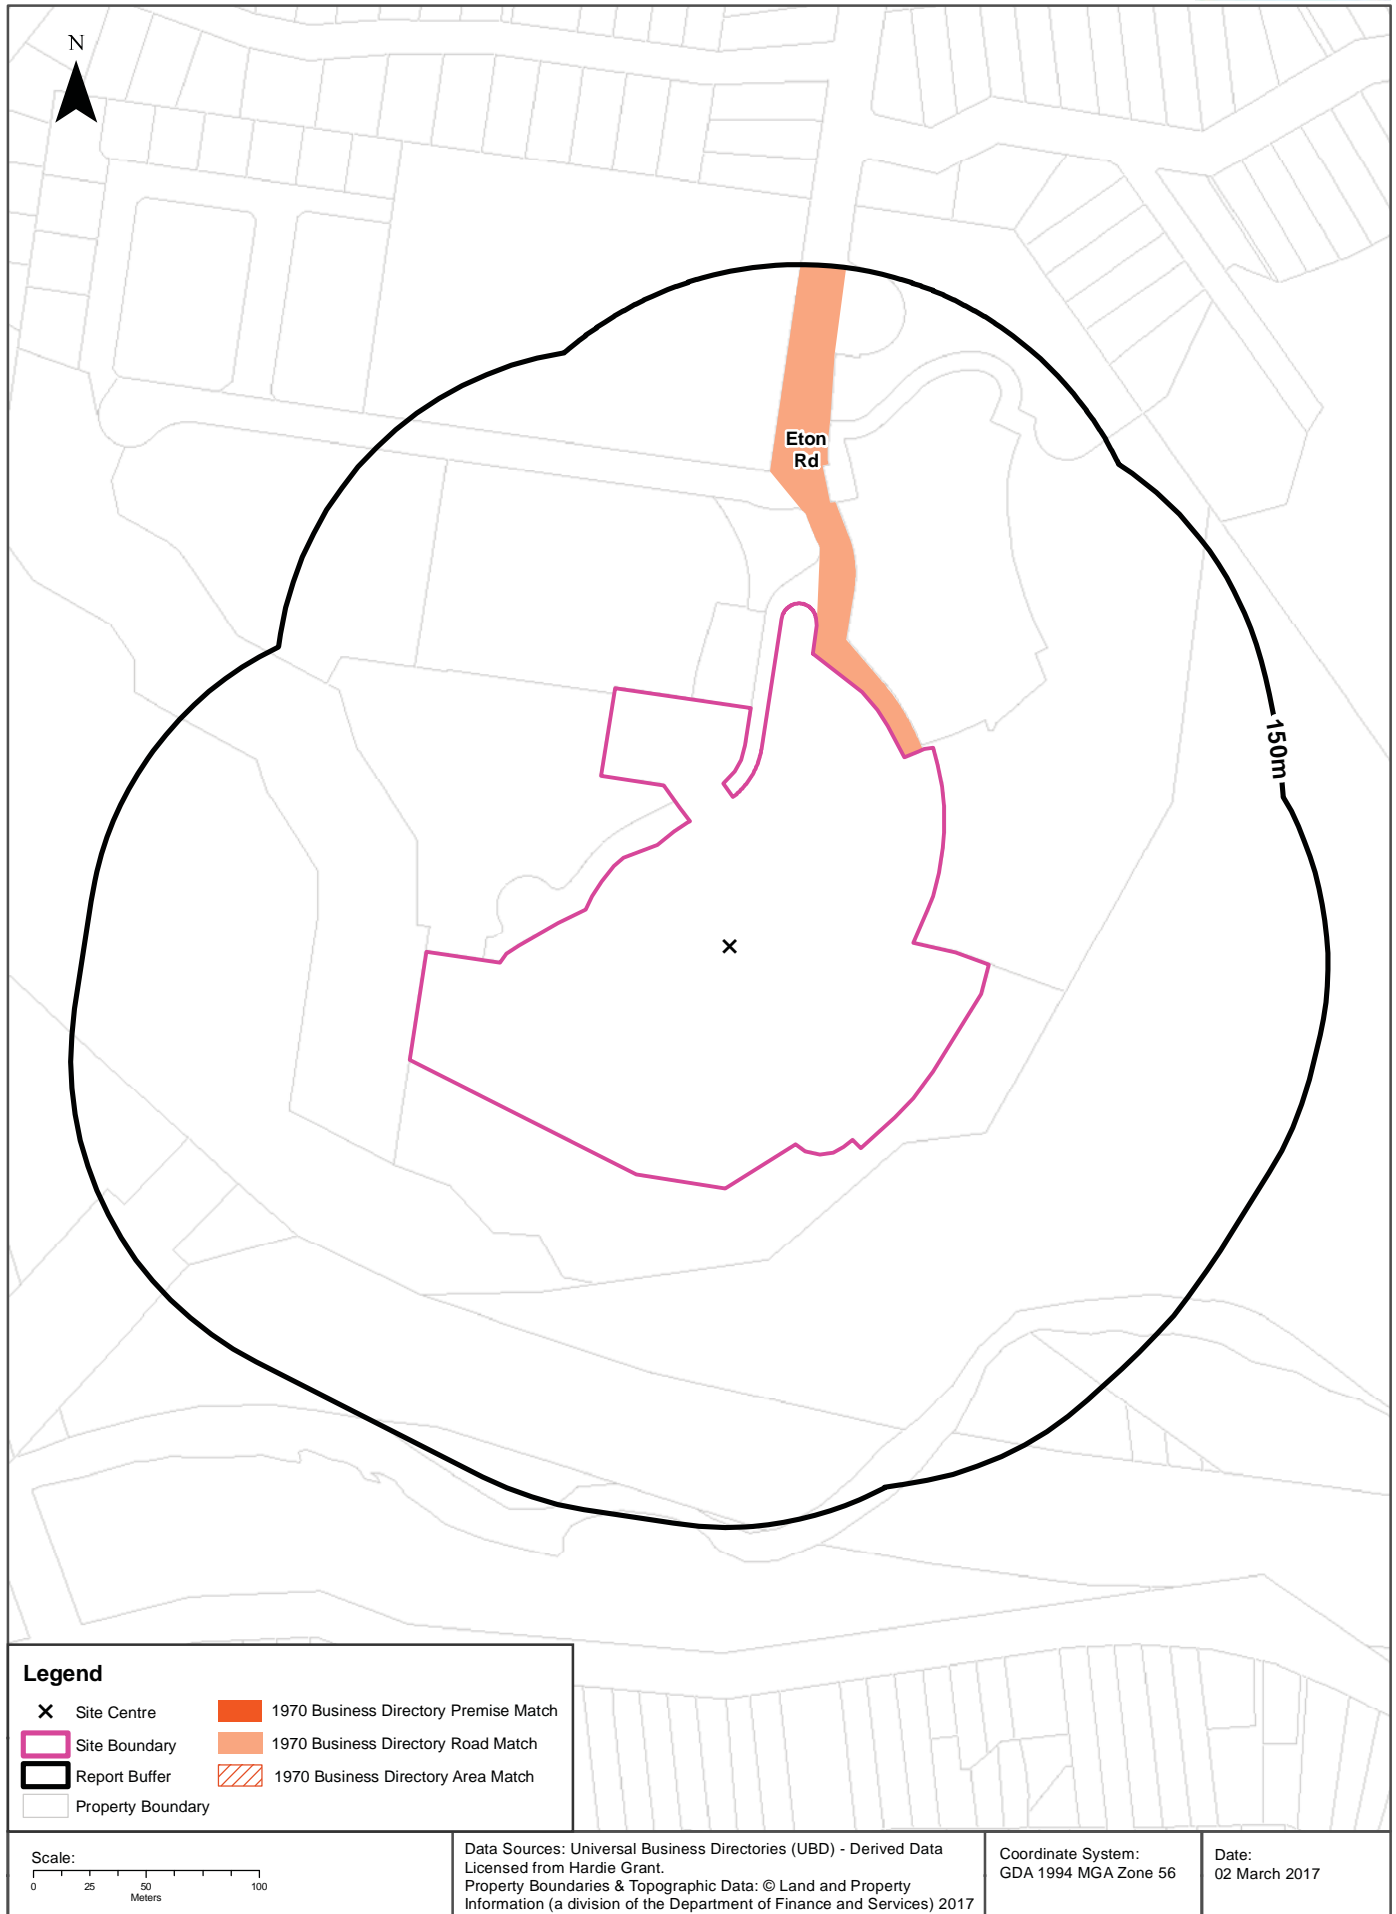 N
Eton
Rd
150m
Legend
Site Centre
Site Boundary
Report Buffer
Property Boundary
1970 Business Directory Premise Match
1970 Business Directory Road Match
1970 Business Directory Area Match
Scale:
0 25 50 100
Meters
Data Sources: Universal Business Directories (UBD) - Derived Data
Licensed from Hardie Grant.
Property Boundaries & Topographic Data: © Land and Property
Information (a division of the Department of Finance and Services) 2017
Coordinate System:
GDA 1994 MGA Zone 56
Date:
02 March 2017